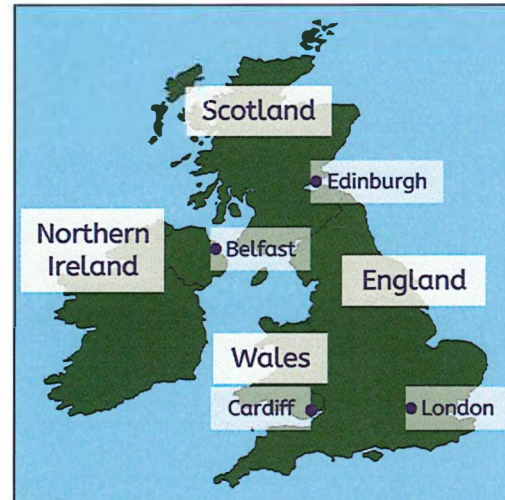 Scotland
Edinburgh
Northern
Ireland
Belfast
England
Wales
Cardiff
London